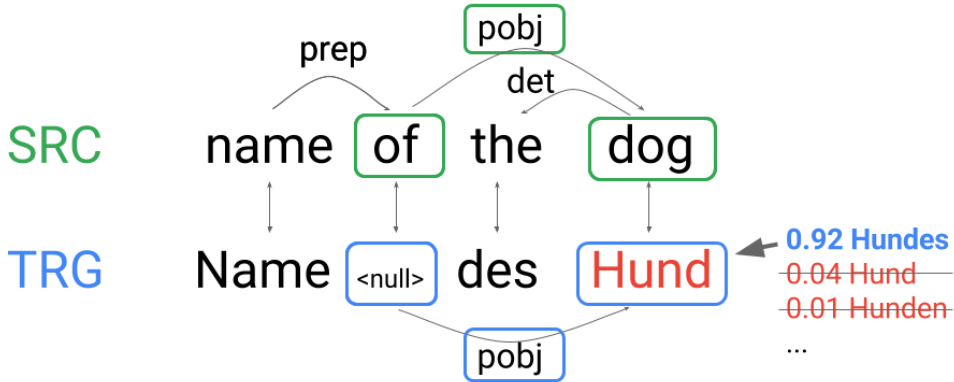 pobj
prep
det
SRC name of the dog
TRG Name <null> des Hund
0.92 Hundes
0.04 Hund
0.01 Hunden
...
pobj